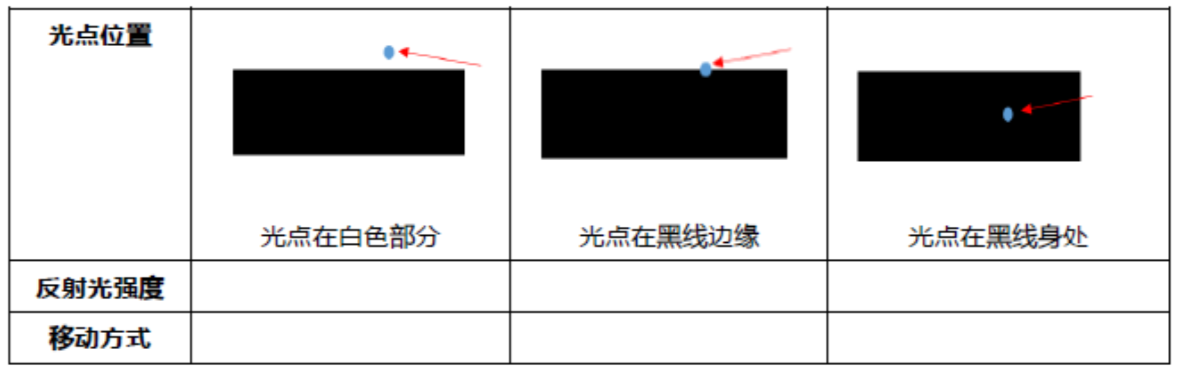 光点位置
光点在白色部分
光点在黑线边缘
光点在黑线身处
反射光强度
移动方式